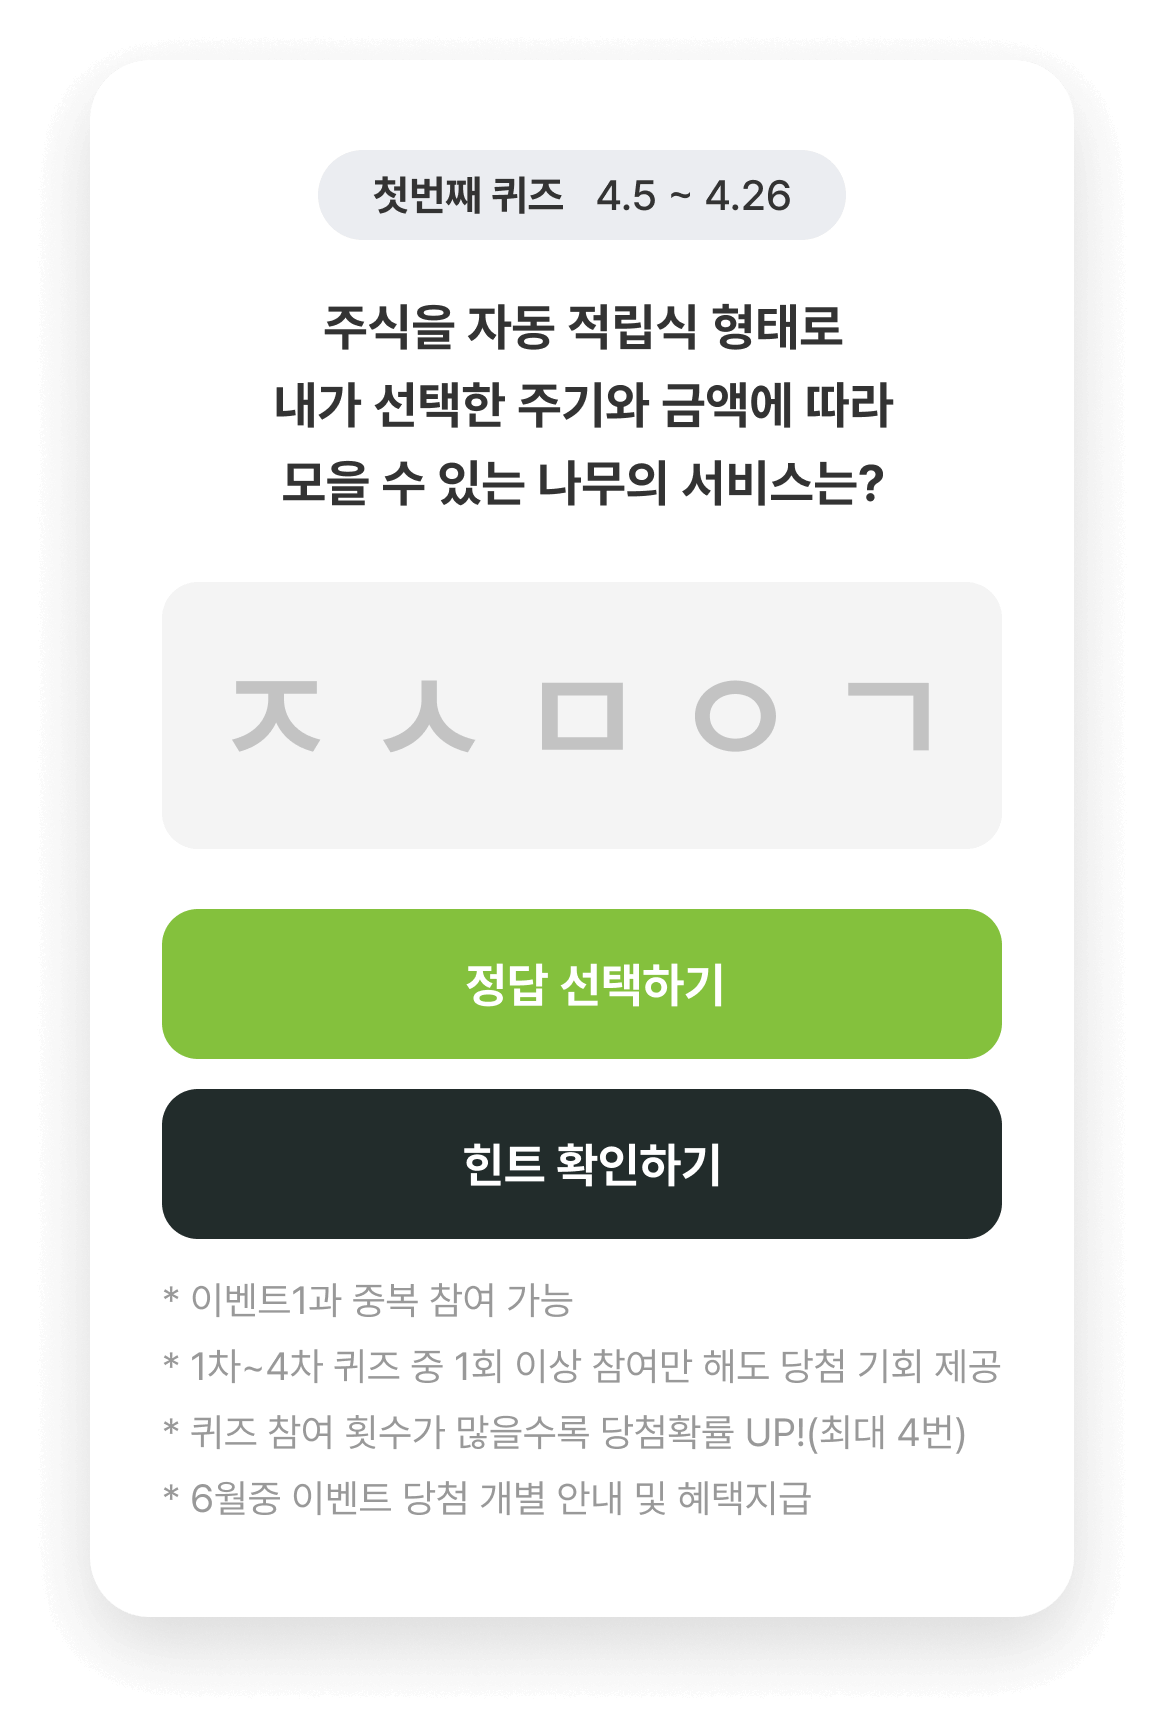 첫번째 퀴즈 4.5 ~ 4.26
주식을 자동 적립식 형태로
내가 선택한 주기와 금액에 따라
모을 수 있는 나무의 서비스는?
ㅈ ㅅ ㅁ ㅇ ㄱ
정답 선택하기
힌트 확인하기
* 이벤트1과 중복 참여 가능
* 1차~4차 퀴즈 중 1회 이상 참여만 해도 당첨 기회 제공
* 퀴즈 참여 횟수가 많을수록 당첨확률 UP!(최대 4번)
* 6월중 이벤트 당첨 개별 안내 및 혜택지급